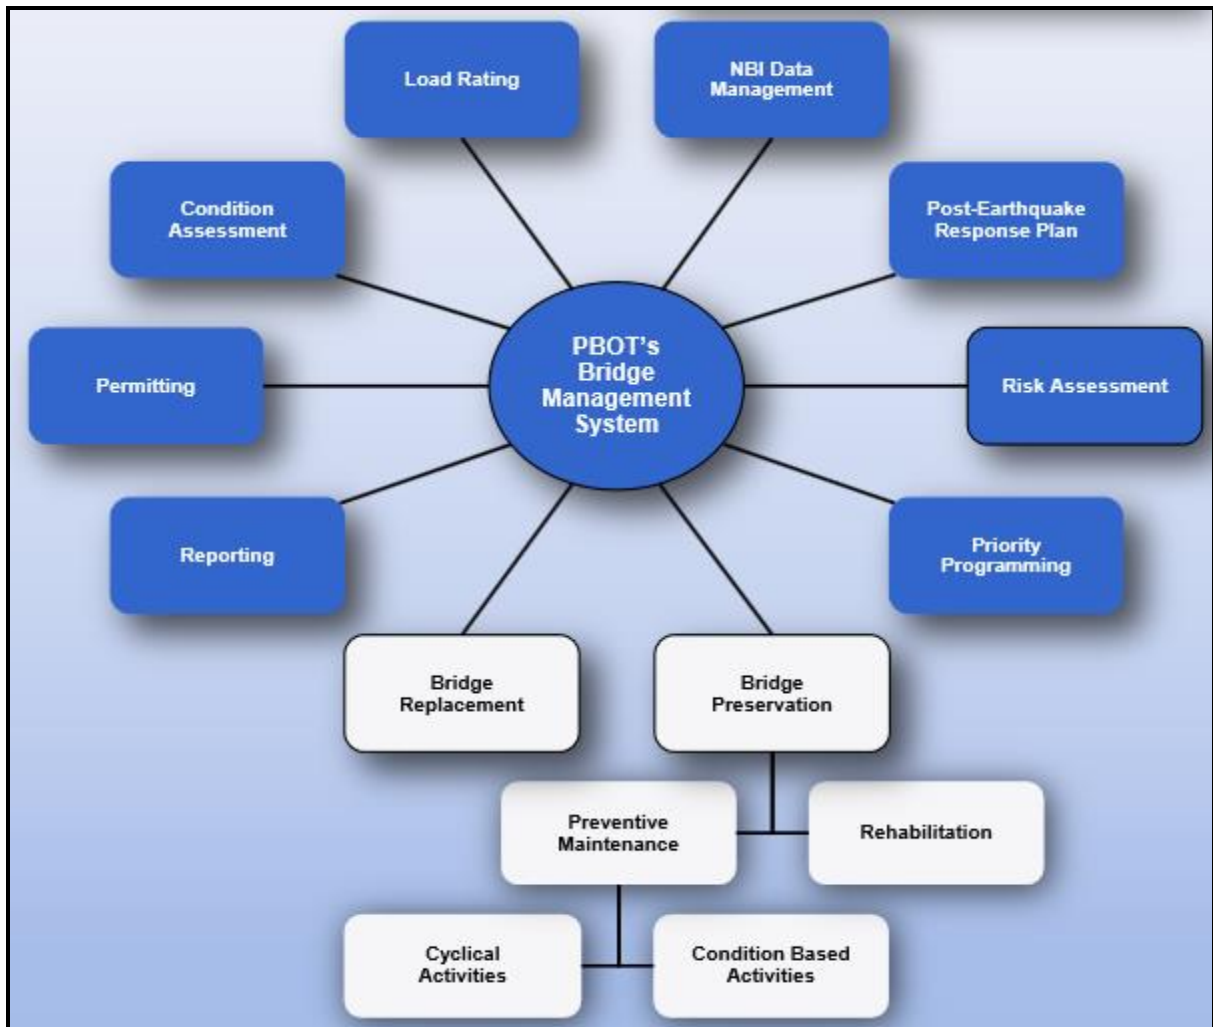 Load Rating
NBI Data
Management
Condition
Assessment
Post-Earthquake
Response Plan
PBOT's
Bridge
Management
System
Permitting
Risk Assessment
Reporting
Priority
Programming
Bridge
Replacement
Bridge
Preservation
Preventive
Maintenance
Rehabilitation
Cyclical
Activities
Condition Based
Activities